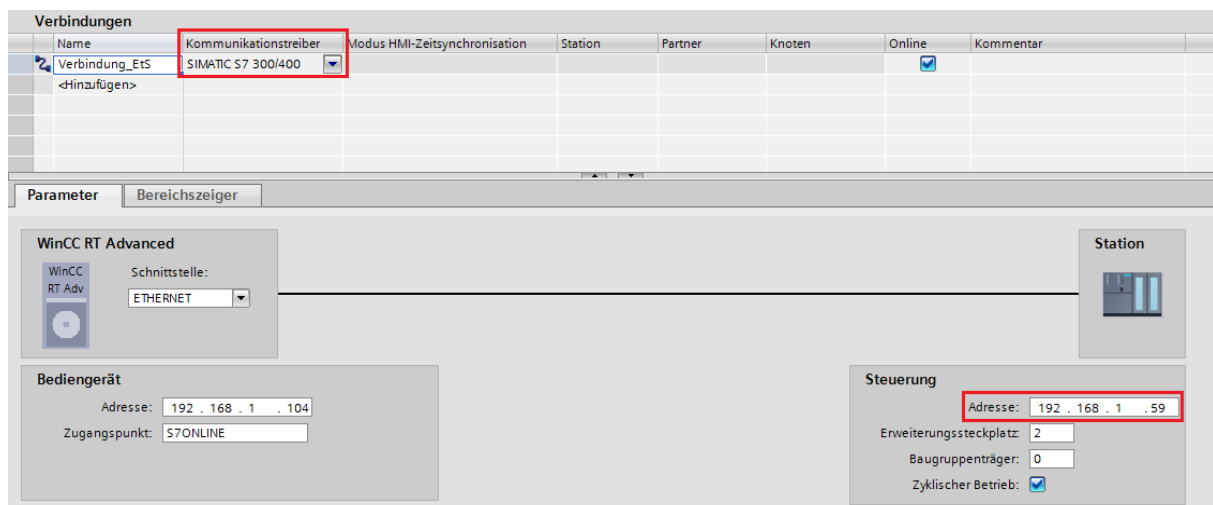 Verbindungen
Name Kommunikationstreiber Modus HMI-Zeitsynchronisation Station Partner Knoten Online Kommentar
Verbindung_EtS SIMATIC S7 300/400
<Hinzufügen>
Parameter Bereichszeiger
WinCC RT Advanced Station
WinCC Schnittstelle:
RT Adv
ETHERNET
Bediengerät Steuerung
Adresse: 192 . 168 . 1 . 104 Adresse: 192 . 168 . 1 . 59
Zugangspunkt: S7ONLINE Erweiterungssteckplatz: 2
Baugruppenträger: 0
Zyklischer Betrieb: